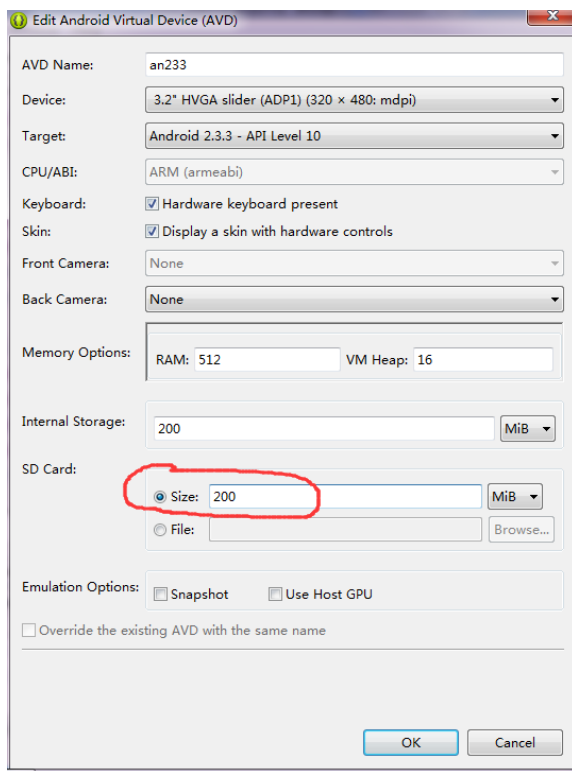 Edit Android Virtual Device (AVD)
AVD Name: an233
Device: 3.2" HVGA slider (ADP1) (320 × 480: mdpi)
Target: Android 2.3.3 - API Level 10
CPU/ABI: ARM (armeabi)
Keyboard: Hardware keyboard present
Skin: Display a skin with hardware controls
Front Camera: None
Back Camera: None
Memory Options: RAM: 512 VM Heap: 16
Internal Storage: 200 MiB
SD Card:
Size: 200 MiB
File: Browse...
Emulation Options: Snapshot Use Host GPU
Override the existing AVD with the same name
OK Cancel